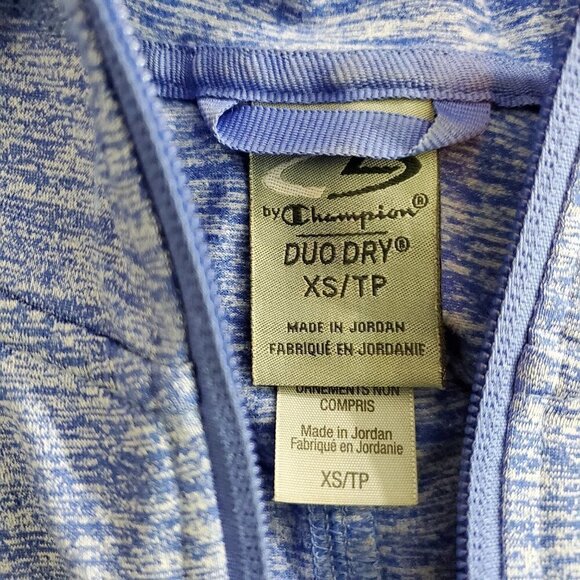 by Champion®
DUO DRY®
XS/TP
MADE IN JORDAN
FABRIQUÉ EN JORDANIE
ORNEMENTS NON
COMPRIS
Made in Jordan
Fabriqué en Jordanie
XS/TP